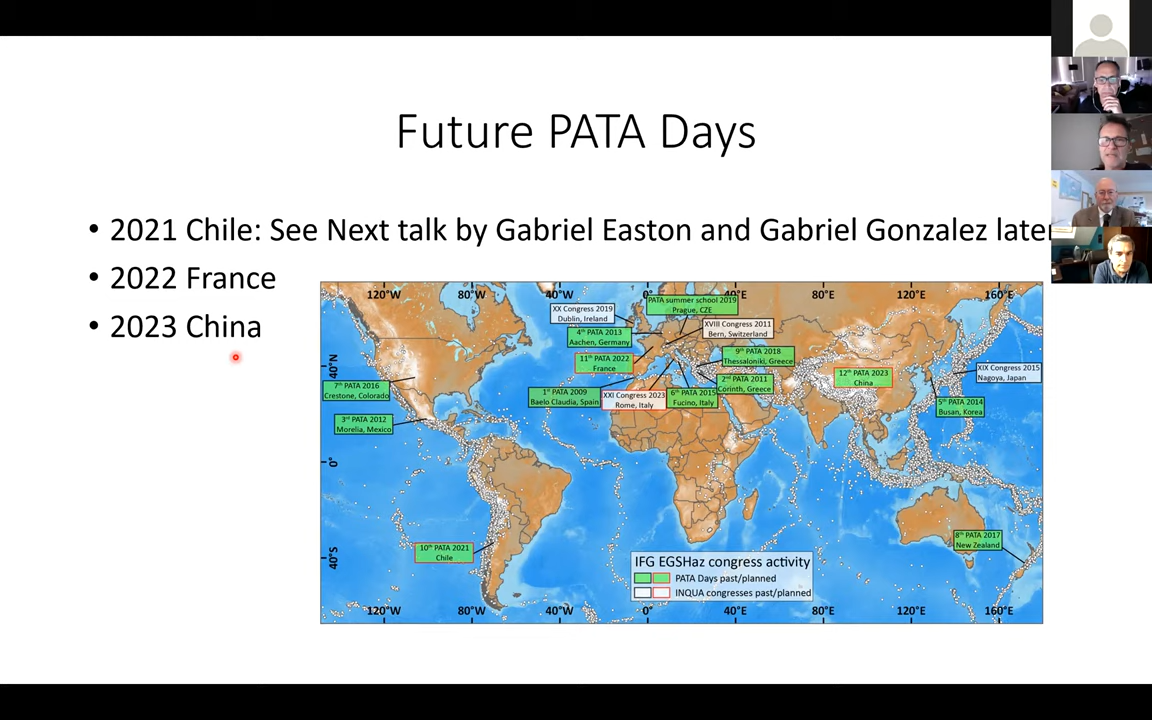 Future PATA Days
• 2021 Chile: See Next talk by Gabriel Easton and Gabriel Gonzalez later
• 2022 France
• 2023 China
120°W 80°W 40°W 0° 40°E 80°E 120°E 160°E
XX Congress 2019
Dublin, Ireland
PATA summer school 2019
Prague, CZE
4th PATA 2013
Aachen, Germany
XVIII Congress 2011
Bern, Switzerland
11th PATA 2022
France
9th PATA 2018
Thessaloniki, Greece
40°N
7th PATA 2016
Crestone, Colorado
1st PATA 2009
Baelo Claudia, Spain
XXI Congress 2023
Rome, Italy
6th PATA 2015
Fucino, Italy
2nd PATA 2011
Corinth, Greece
12th PATA 2023
China
XIX Congress 2015
Nagoya, Japan
5th PATA 2014
Busan, Korea
3rd PATA 2012
Morelia, Mexico
0°
10th PATA 2021
Chile
8th PATA 2017
New Zealand
40°S
IFG EGSHaz congress activity
PATA Days past/planned
INQUA congresses past/planned
120°W 80°W 40°W 0° 40°E 80°E 120°E 160°E